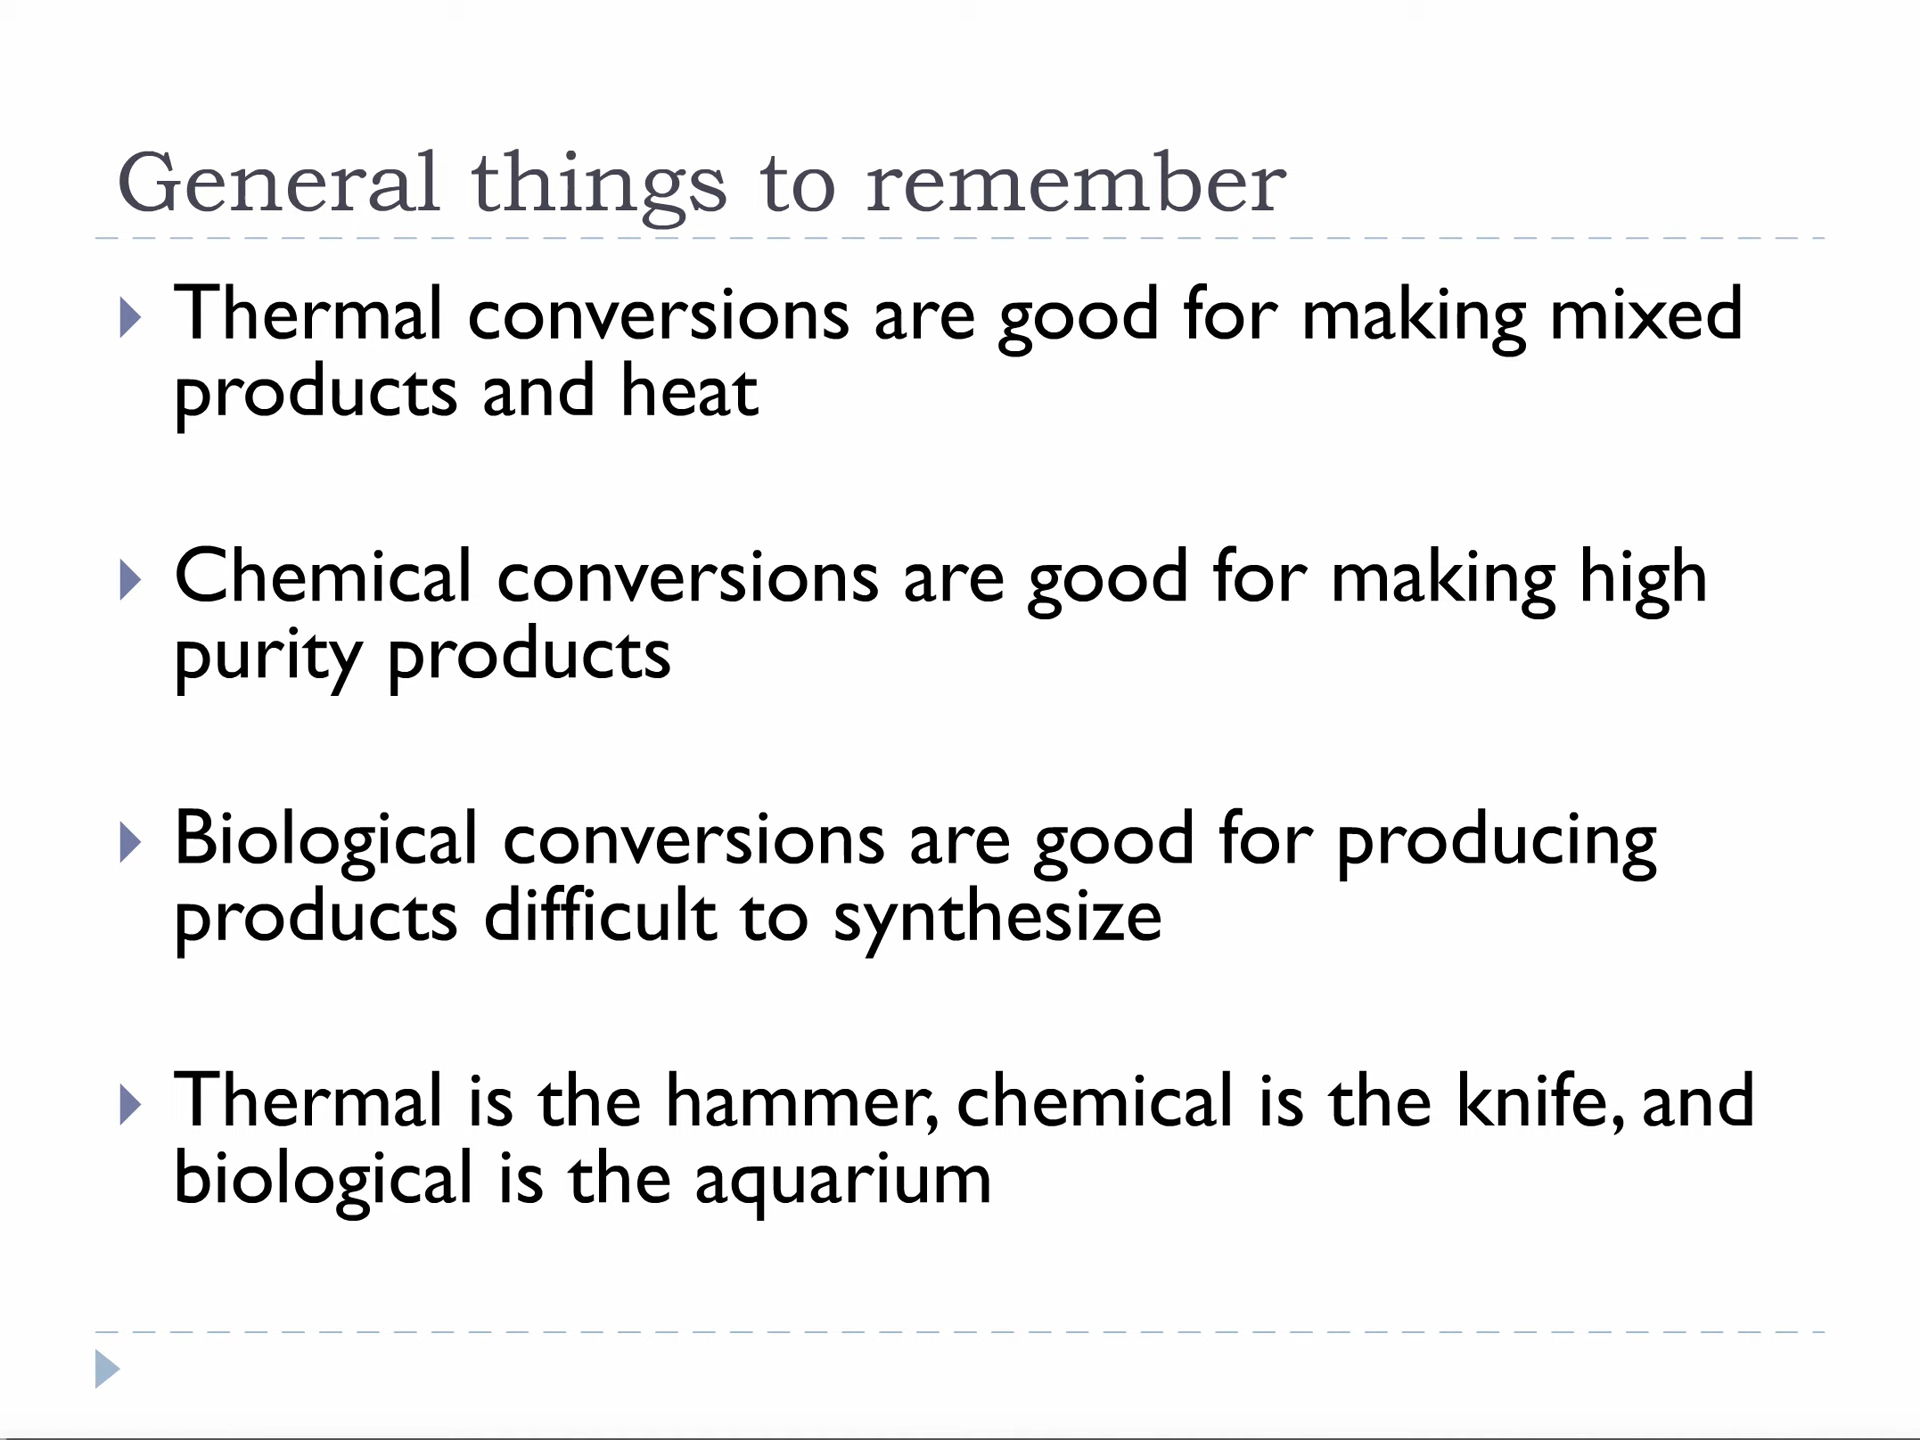 General things to remember
Thermal conversions are good for making mixed
products and heat
Chemical conversions are good for making high
purity products
Biological conversions are good for producing
products difficult to synthesize
Thermal is the hammer, chemical is the knife, and
biological is the aquarium